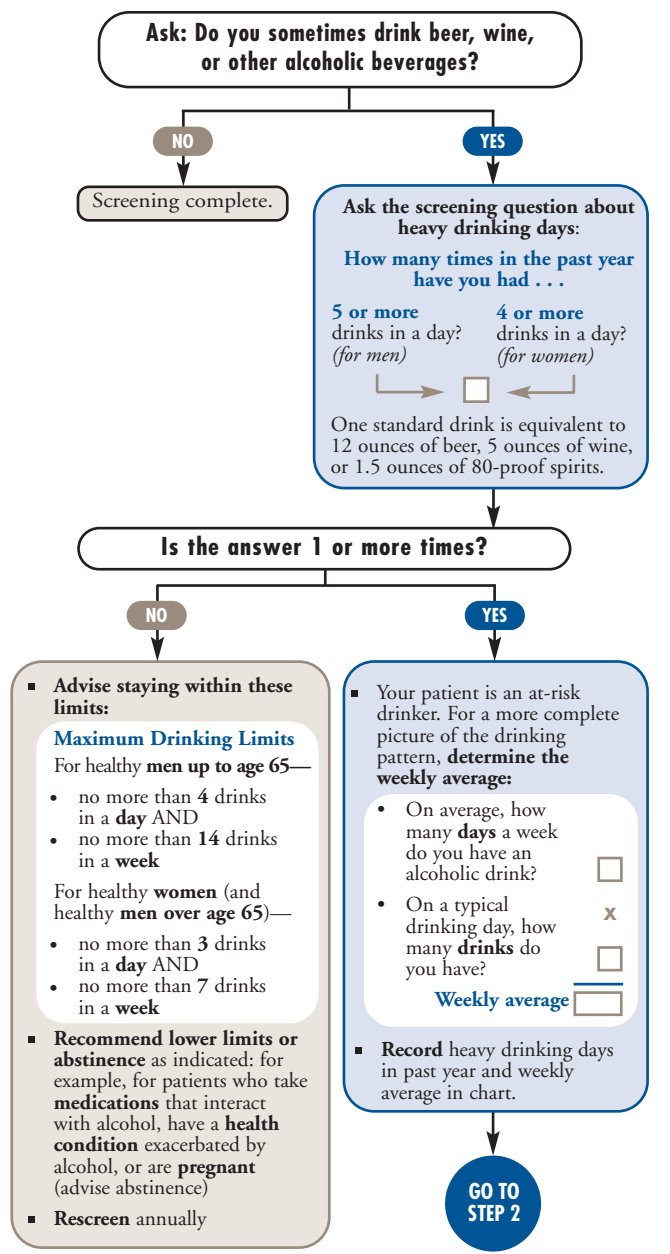 Ask: Do you sometimes drink beer, wine,
or other alcoholic beverages?
NO
YES
Screening complete.
Ask the screening question about
heavy drinking days:
How many times in the past year
have you had . . .
5 or more
drinks in a day?
(for men)
4 or more
drinks in a day?
(for women)
One standard drink is equivalent to
12 ounces of beer, 5 ounces of wine,
or 1.5 ounces of 80-proof spirits.
Is the answer 1 or more times?
NO
YES
▪ Advise staying within these
limits:
Maximum Drinking Limits
For healthy men up to age 65—
• no more than 4 drinks
in a day AND
• no more than 14 drinks
in a week
For healthy women (and
healthy men over age 65)—
• no more than 3 drinks
in a day AND
• no more than 7 drinks
in a week
▪ Recommend lower limits or
abstinence as indicated: for
example, for patients who take
medications that interact
with alcohol, have a health
condition exacerbated by
alcohol, or are pregnant
(advise abstinence)
▪ Rescreen annually
▪ Your patient is an at-risk
drinker. For a more complete
picture of the drinking
pattern, determine the
weekly average:
• On average, how
many days a week
do you have an
alcoholic drink?
x
• On a typical
drinking day, how
many drinks do
you have?
Weekly average
▪ Record heavy drinking days
in past year and weekly
average in chart.
GO TO
STEP 2